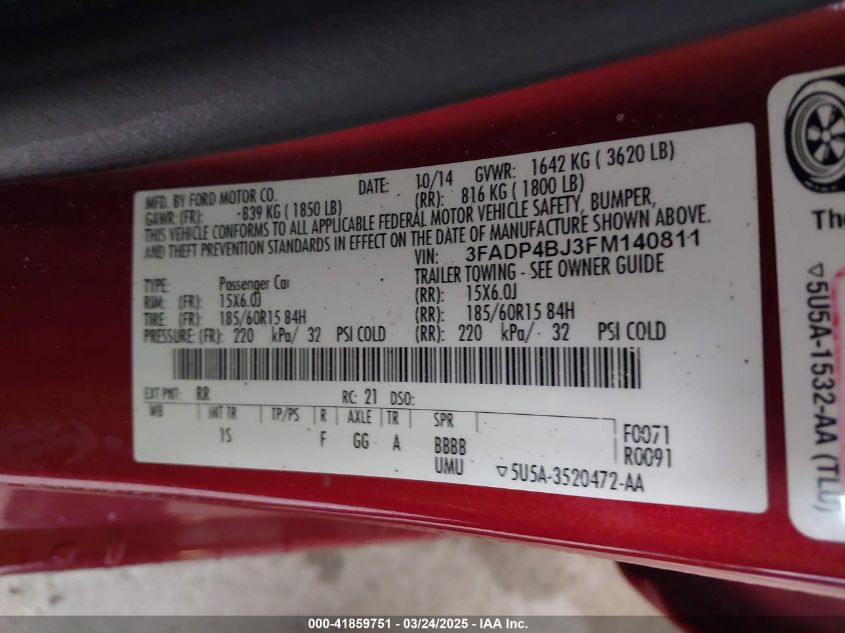 MFD. BY FORD MOTOR CO. DATE: 10/14 GVWR: 1642 KG ( 3620 LB)
GAWR: (FR): 839 KG ( 1850 LB) (RR): 816 KG ( 1800 LB)
THIS VEHICLE CONFORMS TO ALL APPLICABLE FEDERAL MOTOR VEHICLE SAFETY, BUMPER,
AND THEFT PREVENTION STANDARDS IN EFFECT ON THE DATE OF MANUFACTURE SHOWN ABOVE.
VIN: 3FADP4BJ3FM140811
TYPE: Passenger Car TRAILER TOWING - SEE OWNER GUIDE
RIM: (FR): 15X6.0J (RR): 15X6.0J
TIRE: (FR): 185/60R15 84H (RR): 185/60R15 84H
PRESSURE: (FR): 220 kPa/ 32 PSI COLD (RR): 220 kPa/ 32 PSI COLD
EXT PNT: RR RC: 21 DSO:
WB INT TR TP/PS R AXLE TR SPR
1S F GG A BBBB F0071
UMU R0091
▽5U5A-3520472-AA
The
▽5U5A-1532-AA (TLU)
000-41859751 — 03/24/2025 — IAA Inc.